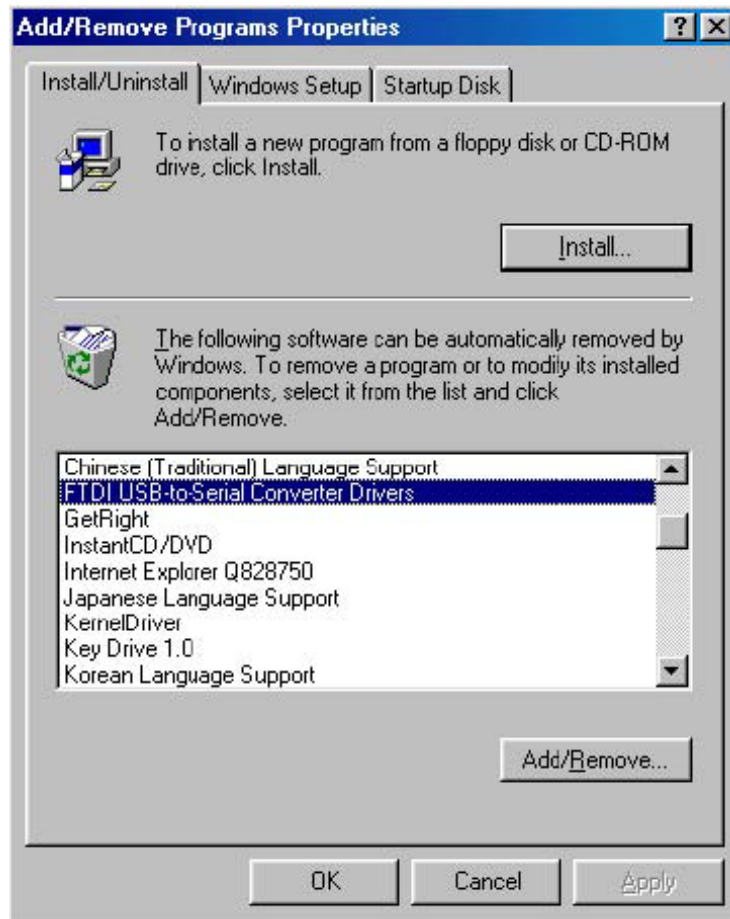 Add/Remove Programs Properties
Install/Uninstall
Windows Setup
Startup Disk
To install a new program from a floppy disk or CD-ROM
drive, click Install.
Install...
The following software can be automatically removed by
Windows. To remove a program or to modify its installed
components, select it from the list and click
Add/Remove.
Chinese (Traditional) Language Support
FTDI USB-to-Serial Converter Drivers
GetRight
InstantCD/DVD
Internet Explorer Q828750
Japanese Language Support
KernelDriver
Key Drive 1.0
Korean Language Support
Add/Remove...
OK
Cancel
Apply